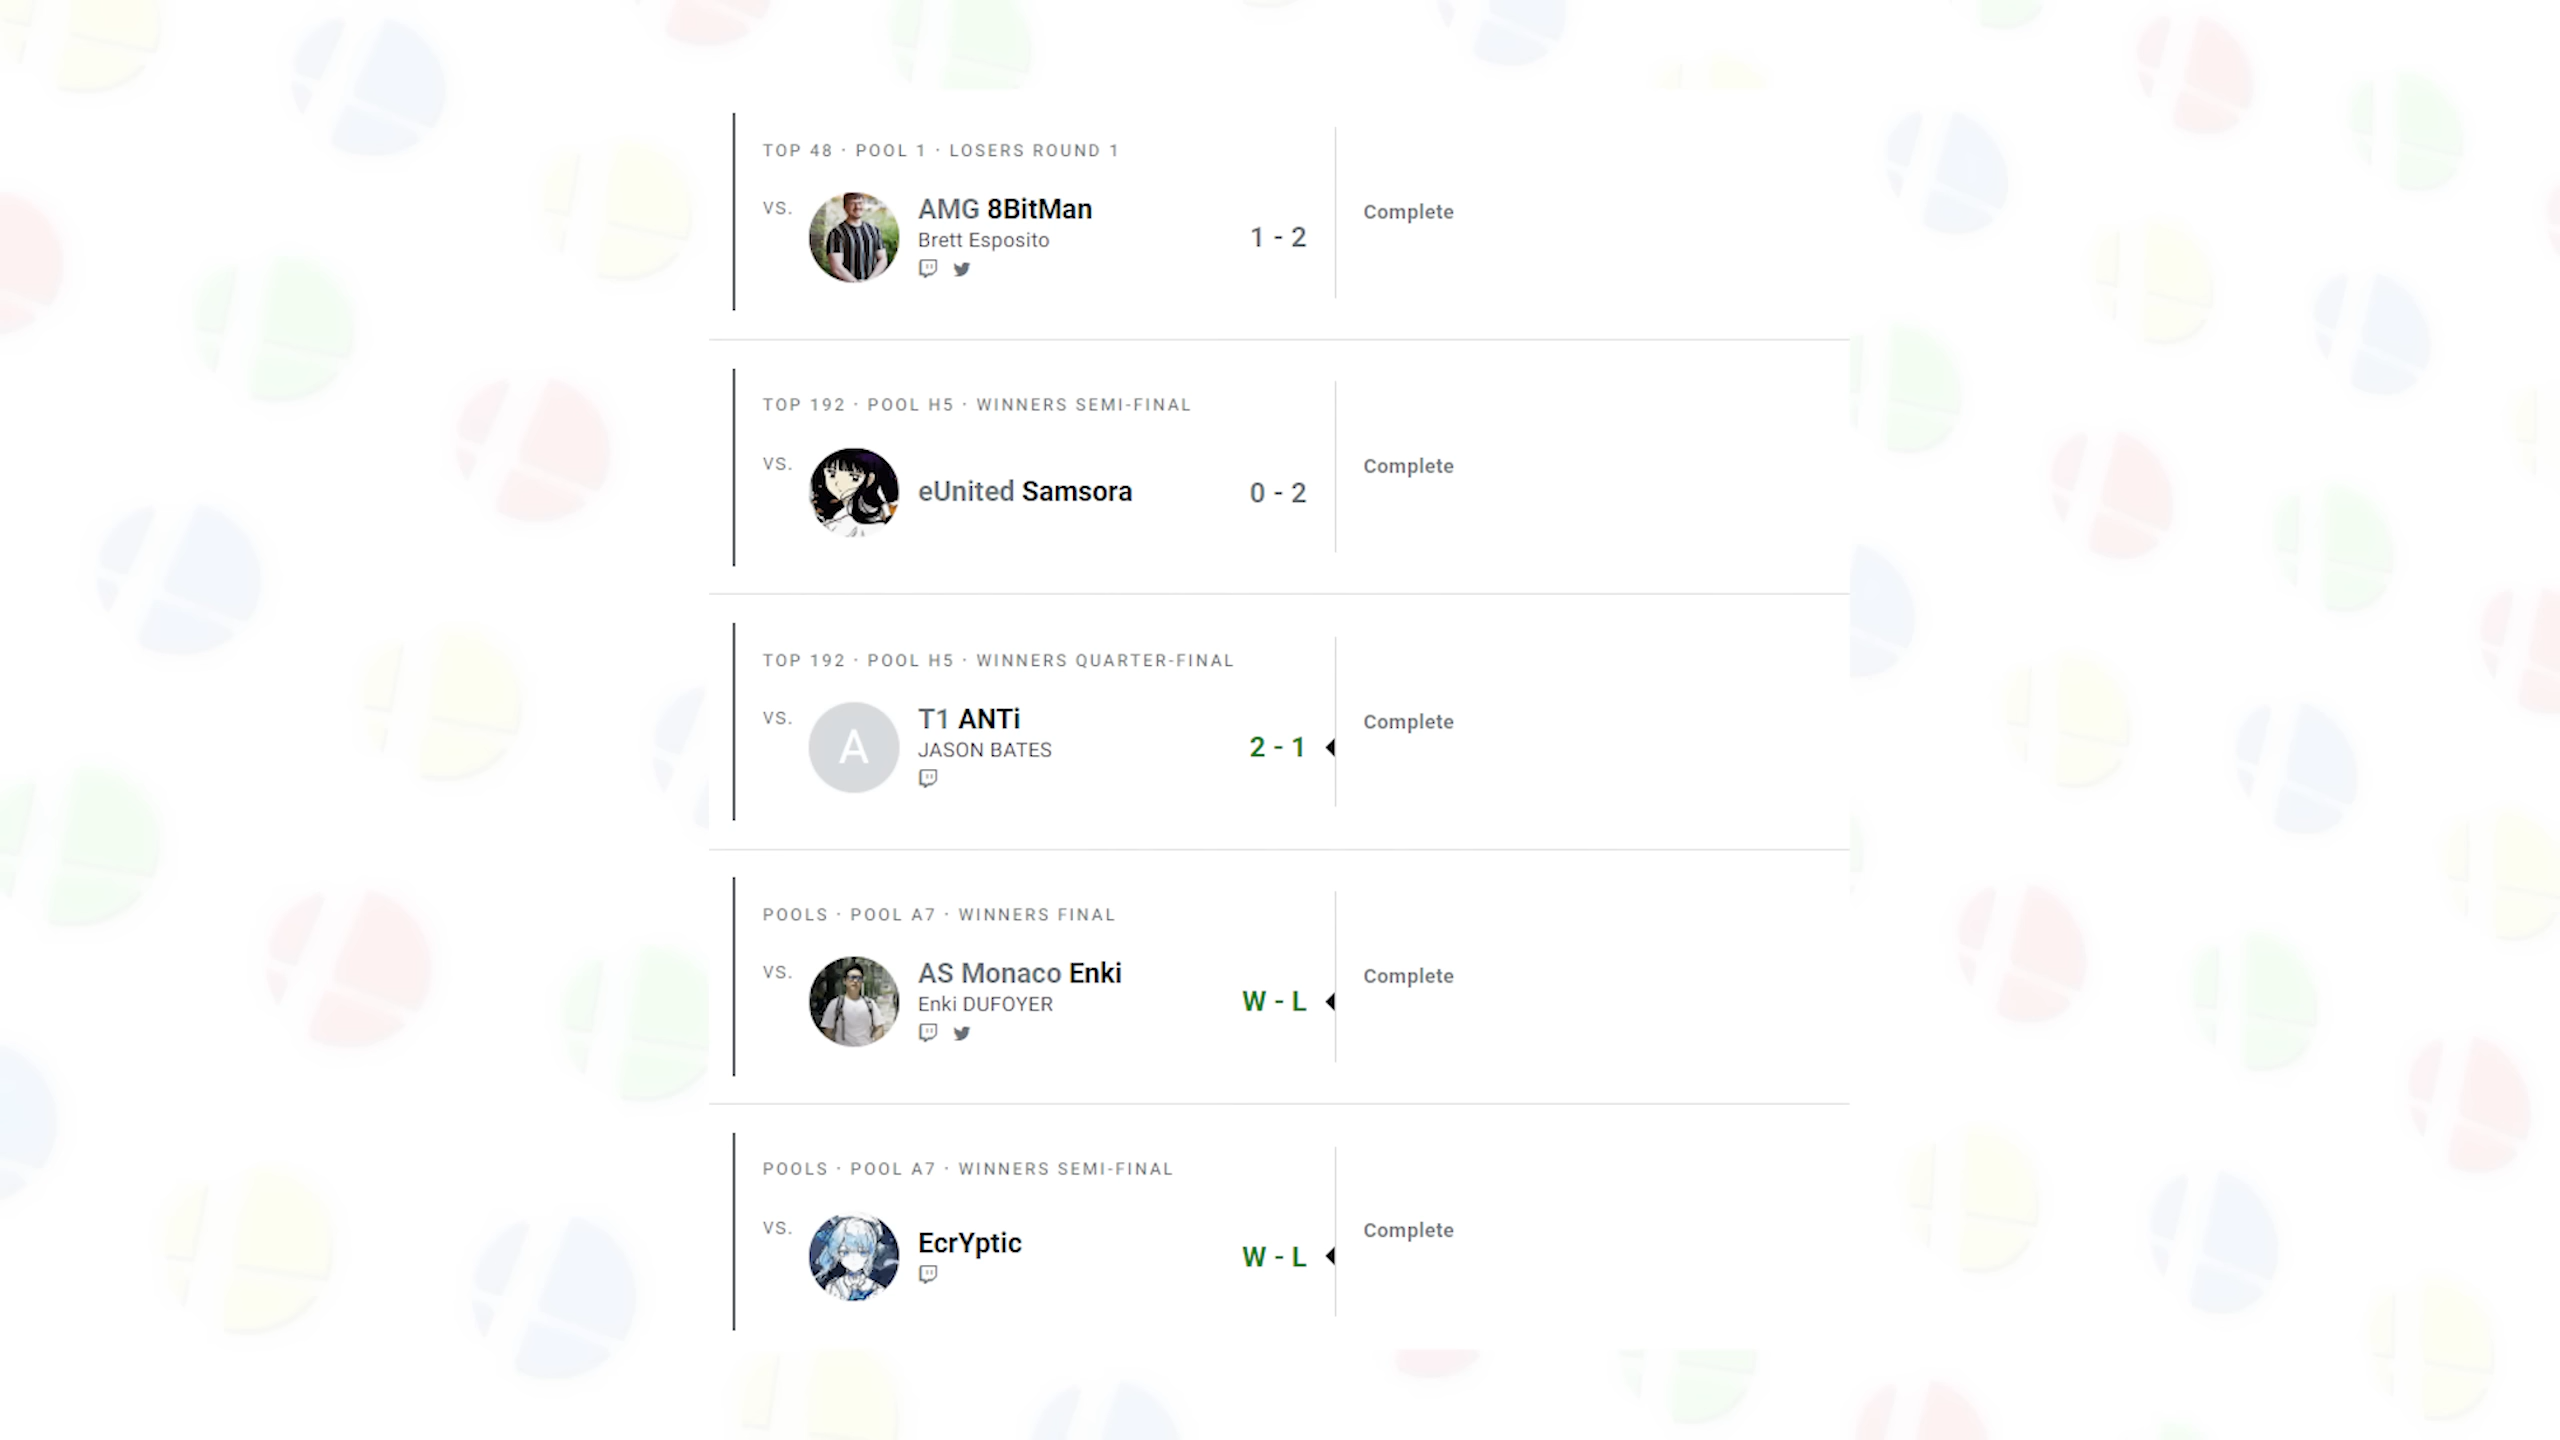 TOP 48 · POOL 1 · LOSERS ROUND 1
VS.
AMG 8BitMan
Brett Esposito
1 - 2
Complete
TOP 192 · POOL H5 · WINNERS SEMI-FINAL
VS.
eUnited Samsora
0 - 2
Complete
TOP 192 · POOL H5 · WINNERS QUARTER-FINAL
VS.
A
T1 ANTi
JASON BATES
2 - 1
Complete
POOLS · POOL A7 · WINNERS FINAL
VS.
AS Monaco Enki
Enki DUFOYER
W - L
Complete
POOLS · POOL A7 · WINNERS SEMI-FINAL
VS.
EcrYptic
W - L
Complete